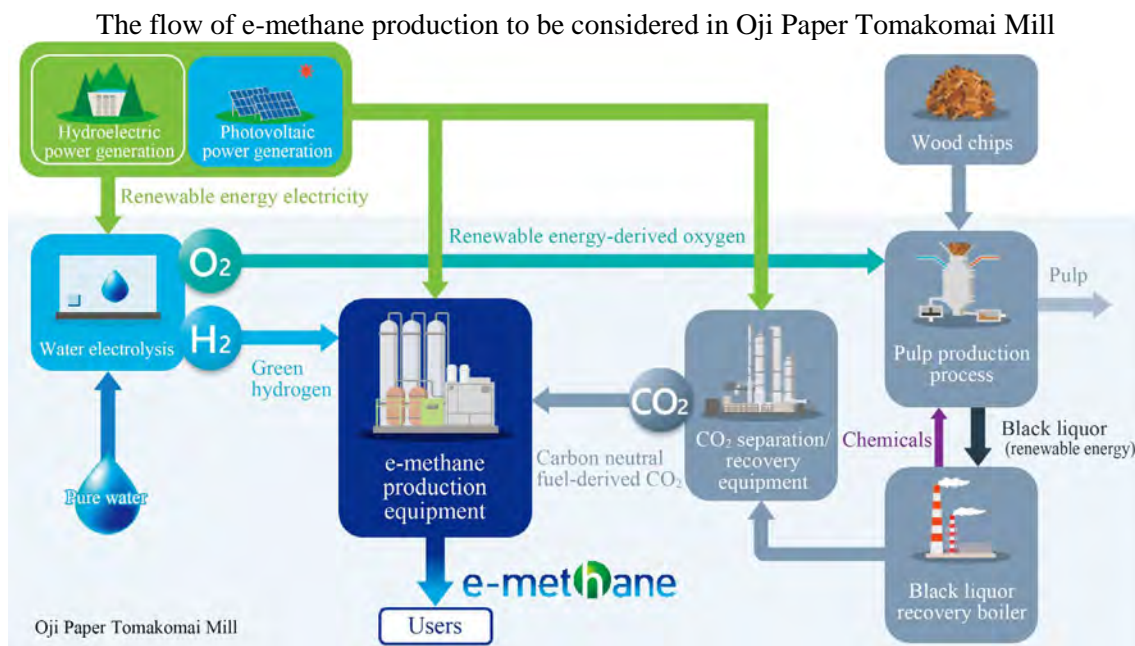 The flow of e-methane production to be considered in Oji Paper Tomakomai Mill
Hydroelectric
power generation
Photovoltaic
power generation
Wood chips
Renewable energy electricity
O₂
Renewable energy-derived oxygen
Pulp
H₂
Water electrolysis
Green
hydrogen
Pulp production
process
CO₂
Pure water
e-methane
production
equipment
Carbon neutral
fuel-derived CO₂
CO₂ separation/
recovery
equipment
Chemicals
Black liquor
(renewable energy)
e-methane
Black liquor
recovery boiler
Users
Oji Paper Tomakomai Mill